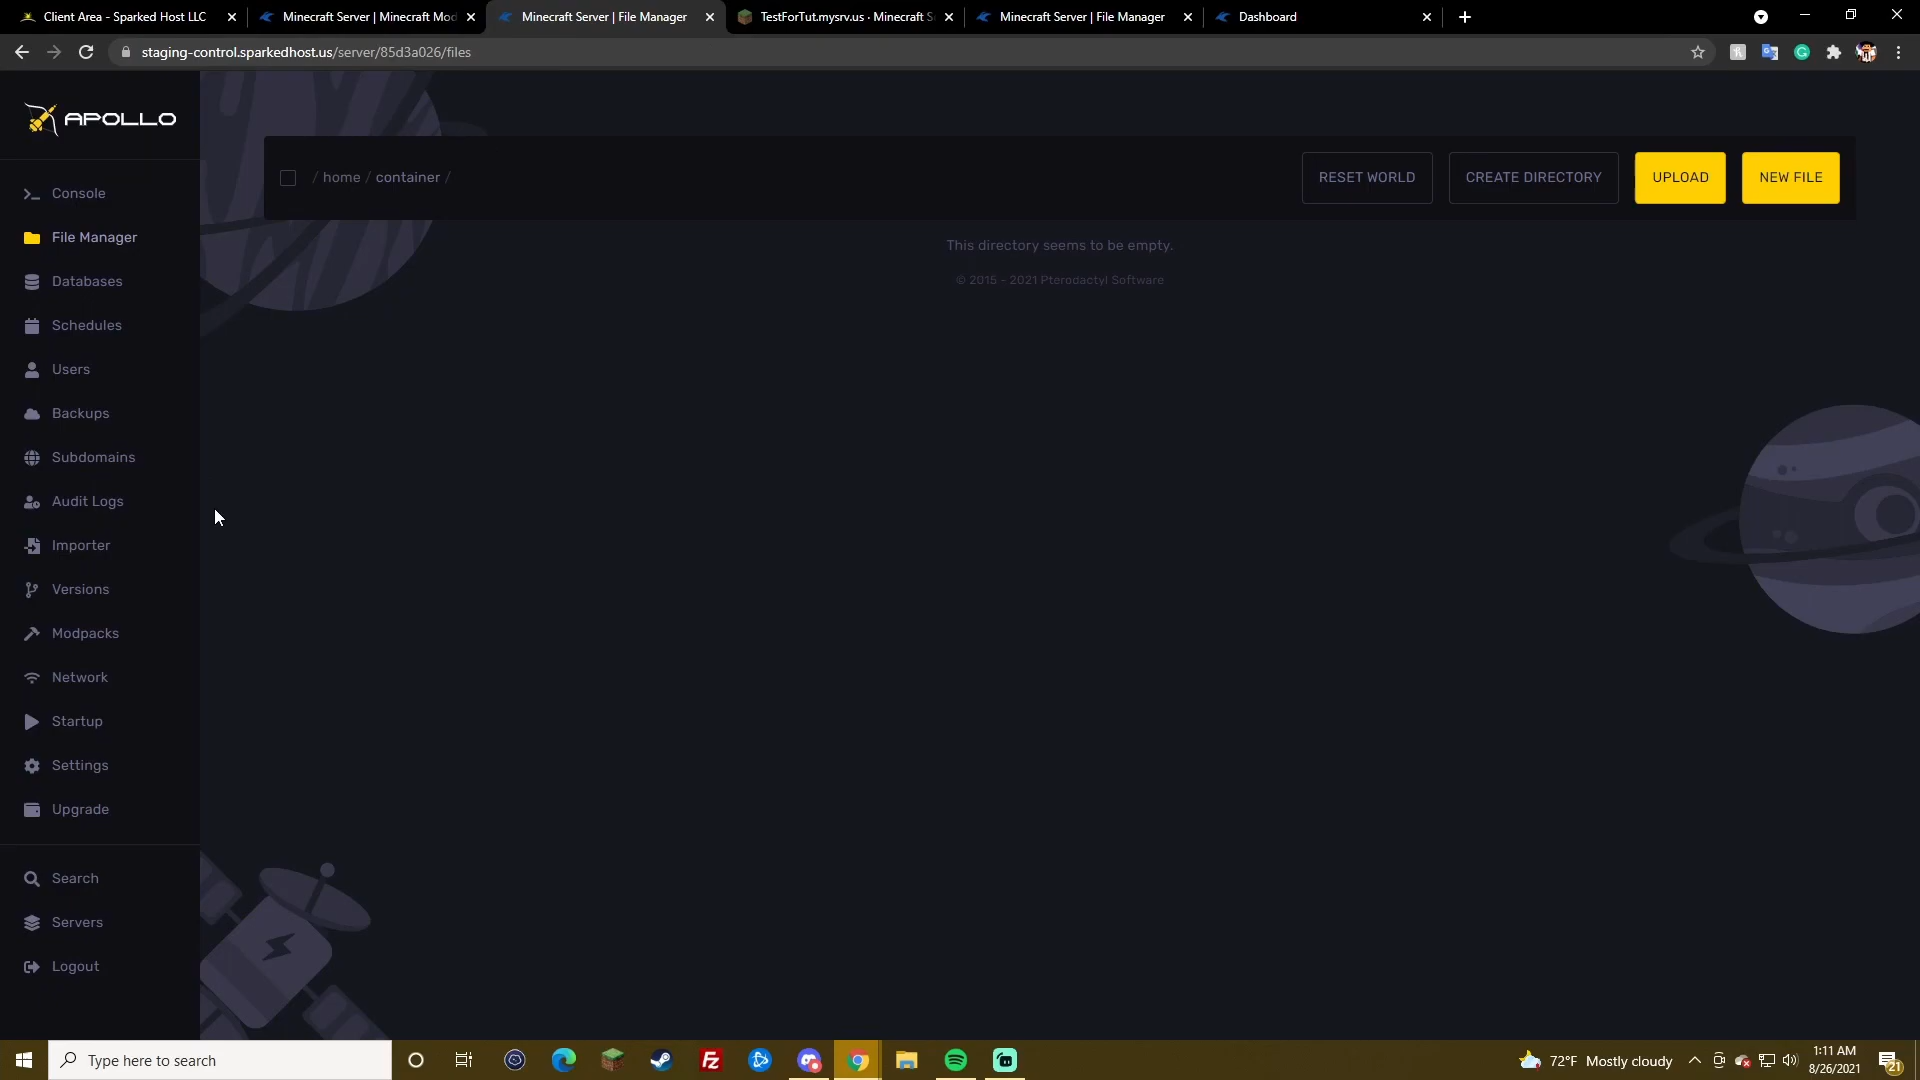 Client Area - Sparked Host LLC
Minecraft Server | Minecraft Mod
Minecraft Server | File Manager
TestForTut.mysrv.us · Minecraft S
Minecraft Server | File Manager
Dashboard
staging-control.sparkedhost.us/server/85d3a026/files
APOLLO
/ home / container /
RESET WORLD
CREATE DIRECTORY
UPLOAD
NEW FILE
This directory seems to be empty.
© 2015 - 2021 Pterodactyl Software
Console
File Manager
Databases
Schedules
Users
Backups
Subdomains
Audit Logs
Importer
Versions
Modpacks
Network
Startup
Settings
Upgrade
Search
Servers
Logout
Type here to search
72°F Mostly cloudy
1:11 AM
8/26/2021
21